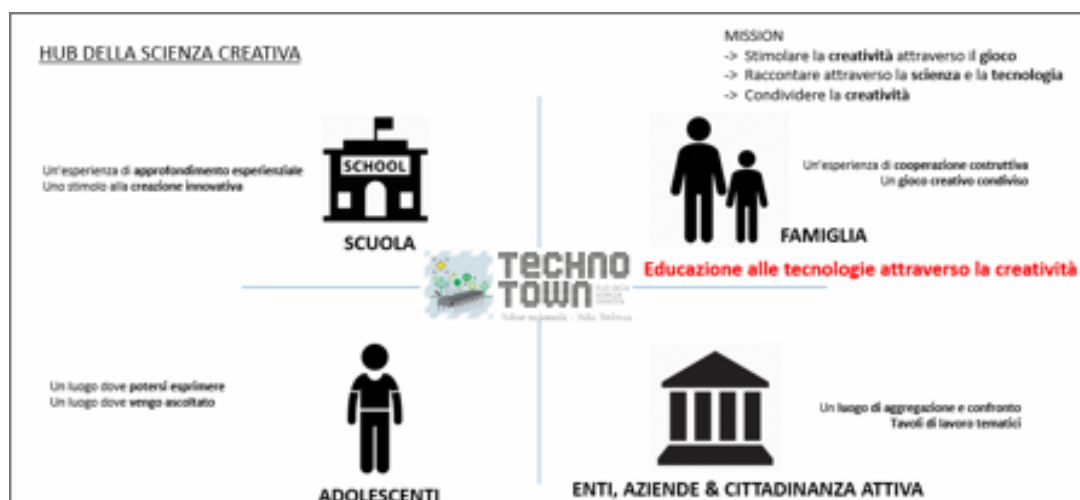 HUB DELLA SCIENZA CREATIVA
MISSION
-> Stimolare la creatività attraverso il gioco
-> Raccontare attraverso la scienza e la tecnologia
-> Condividere la creatività
Un'esperienza di approfondimento esperienziale
Uno stimolo alla creazione innovativa
SCHOOL
SCUOLA
Un'esperienza di cooperazione costruttiva
Un gioco creativo condiviso
FAMIGLIA
Educazione alle tecnologie attraverso la creatività
TECHNO
TOWN
Un luogo dove potersi esprimere
Un luogo dove vengo ascoltato
ADOLESCENTI
Un luogo di aggregazione e confronto
Tavoli di lavoro tematici
ENTI, AZIENDE & CITTADINANZA ATTIVA